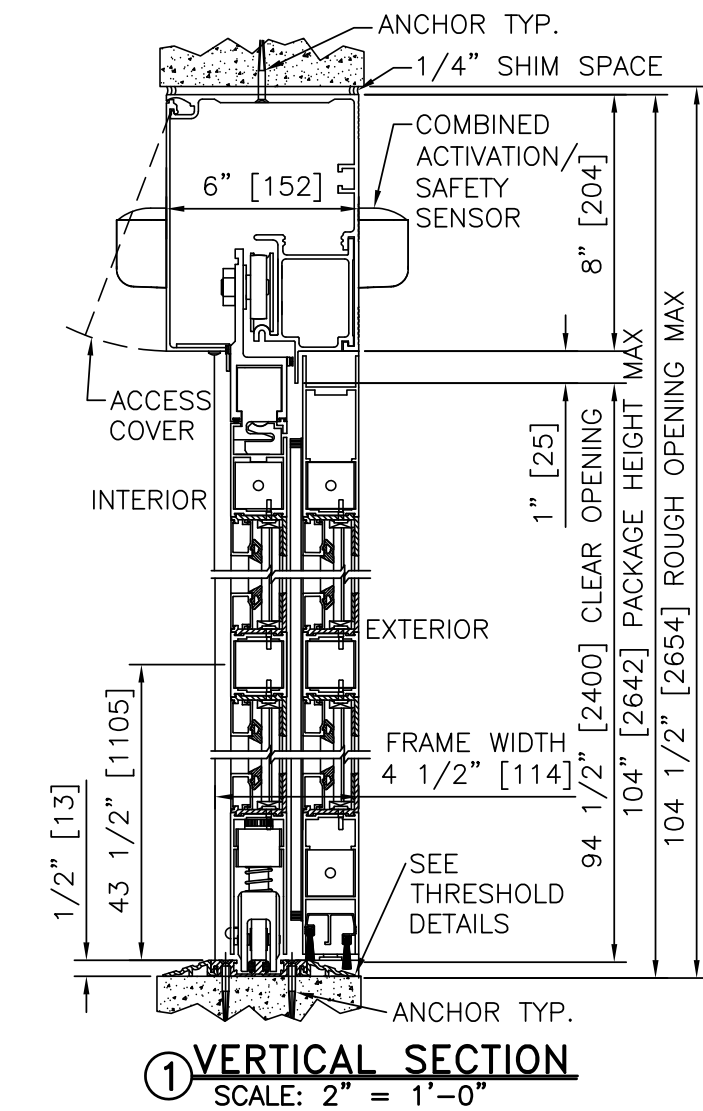 ANCHOR TYP.
1/4" SHIM SPACE
COMBINED
ACTIVATION/
SAFETY
SENSOR
6" [152]
8" [204]
ACCESS
COVER
1" [25]
INTERIOR
EXTERIOR
94 1/2" [2400] CLEAR OPENING
104" [2642] PACKAGE HEIGHT MAX
104 1/2" [2654] ROUGH OPENING MAX
FRAME WIDTH
4 1/2" [114]
1/2" [13]
43 1/2" [1105]
SEE
THRESHOLD
DETAILS
ANCHOR TYP.
1 VERTICAL SECTION
SCALE: 2" = 1'-0"